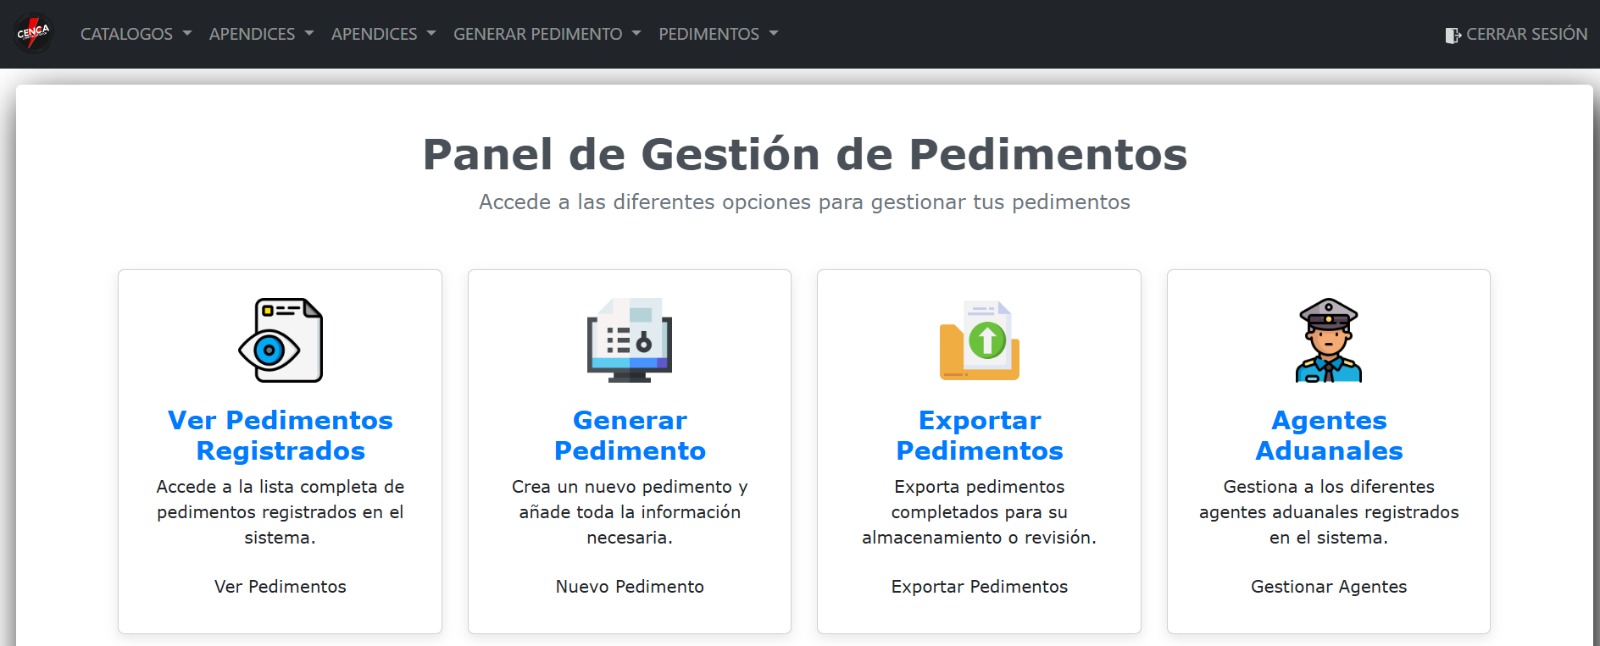 CENCA
CATALOGOS APENDICES APENDICES GENERAR PEDIMENTO PEDIMENTOS CERRAR SESIÓN
Panel de Gestión de Pedimentos
Accede a las diferentes opciones para gestionar tus pedimentos
Ver Pedimentos
Registrados
Accede a la lista completa de
pedimentos registrados en el
sistema.
Ver Pedimentos
Generar
Pedimento
Crea un nuevo pedimento y
añade toda la información
necesaria.
Nuevo Pedimento
Exportar
Pedimentos
Exporta pedimentos
completados para su
almacenamiento o revisión.
Exportar Pedimentos
Agentes
Aduanales
Gestiona a los diferentes
agentes aduanales registrados
en el sistema.
Gestionar Agentes